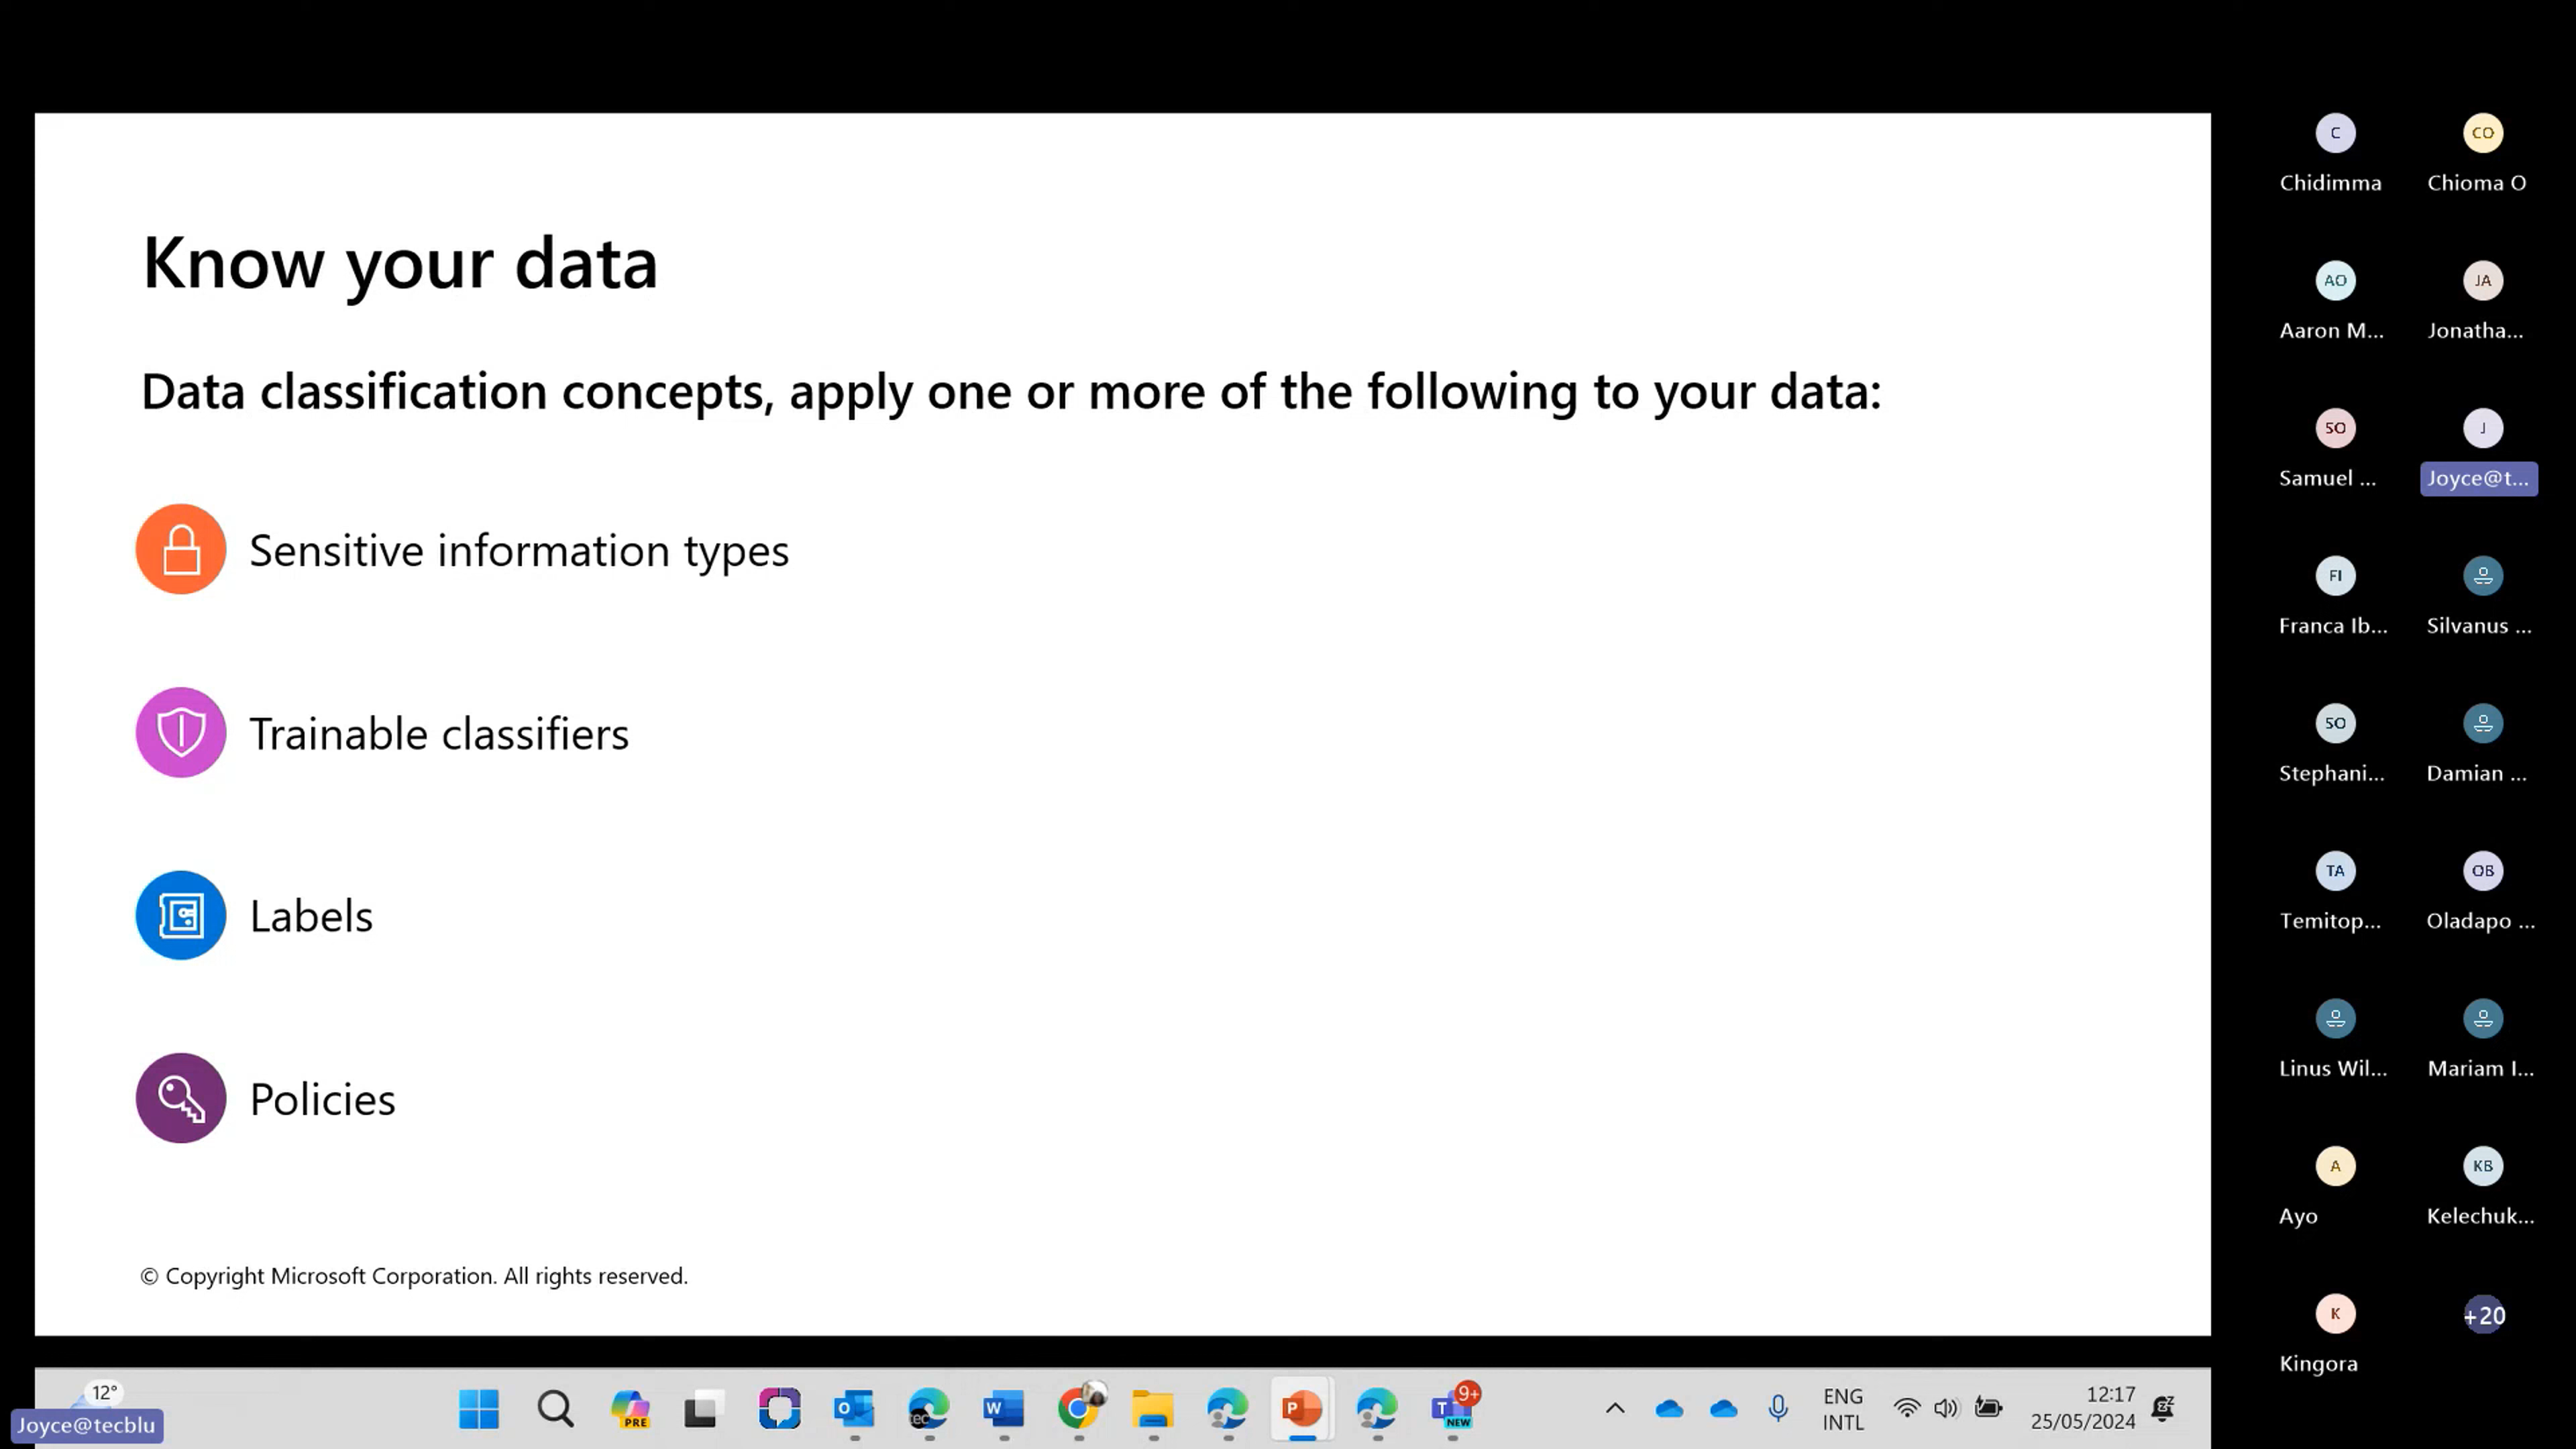 Know your data
Data classification concepts, apply one or more of the following to your data:
Sensitive information types
Trainable classifiers
Labels
Policies
© Copyright Microsoft Corporation. All rights reserved.
C
CO
Chidimma
Chioma O
AO
JA
Aaron M...
Jonatha...
SO
J
Samuel ...
Joyce@t...
FI
Franca Ib...
Silvanus ...
SO
Stephani...
Damian ...
TA
OB
Temitop...
Oladapo ...
Linus Wil...
Mariam I...
A
KB
Ayo
Kelechuk...
K
+20
Kingora
12°
Joyce@tecblu
PRE
O
tec
W
P
T
9+
NEW
ENG
INTL
12:17
25/05/2024